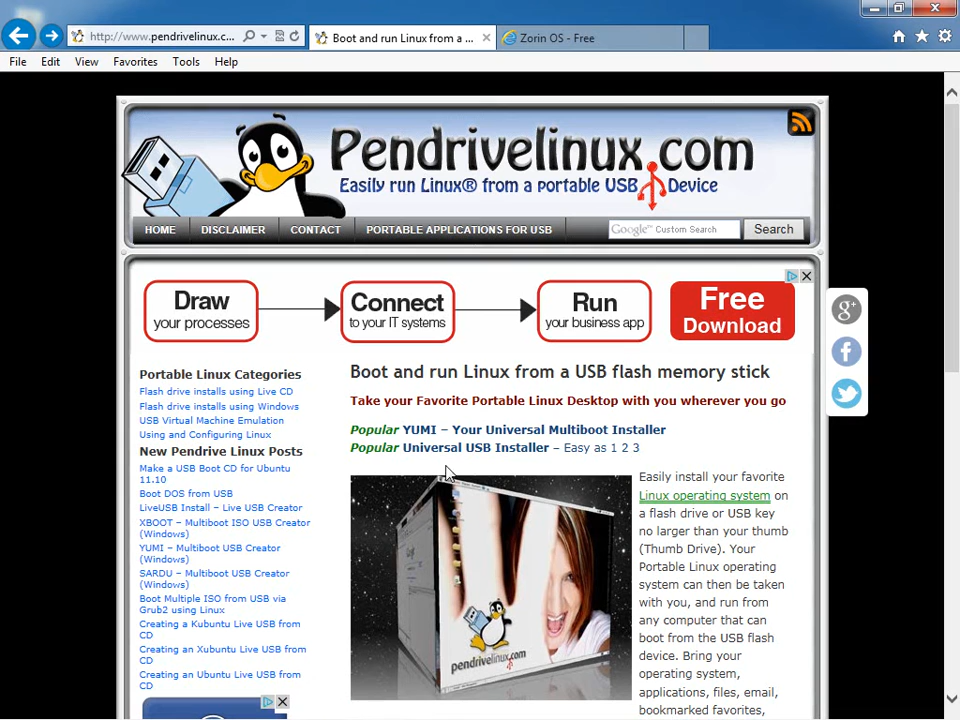 http://www.pendrivelinux.c...
Boot and run Linux from a ...
Zorin OS - Free
File Edit View Favorites Tools Help
Pendrivelinux.com
Easily run Linux® from a portable USB Device
HOME DISCLAIMER CONTACT PORTABLE APPLICATIONS FOR USB
Google™ Custom Search
Search
Draw
your processes
Connect
to your IT systems
Run
your business app
Free
Download
g+
f
Portable Linux Categories
Flash drive installs using Live CD
Flash drive installs using Windows
USB Virtual Machine Emulation
Using and Configuring Linux
New Pendrive Linux Posts
Make a USB Boot CD for Ubuntu
11.10
Boot DOS from USB
LiveUSB Install – Live USB Creator
XBOOT – Multiboot ISO USB Creator
(Windows)
YUMI – Multiboot USB Creator
(Windows)
SARDU – Multiboot USB Creator
(Windows)
Boot Multiple ISO from USB via
Grub2 using Linux
Creating a Kubuntu Live USB from
CD
Creating an Xubuntu Live USB from
CD
Creating an Ubuntu Live USB from
CD
Boot and run Linux from a USB flash memory stick
Take your Favorite Portable Linux Desktop with you wherever you go
Popular YUMI – Your Universal Multiboot Installer
Popular Universal USB Installer – Easy as 1 2 3
pendrivelinux.com
Easily install your favorite
Linux operating system on
a flash drive or USB key
no larger than your thumb
(Thumb Drive). Your
Portable Linux operating
system can then be taken
with you, and run from
any computer that can
boot from the USB flash
device. Bring your
operating system,
applications, files, email,
bookmarked favorites,